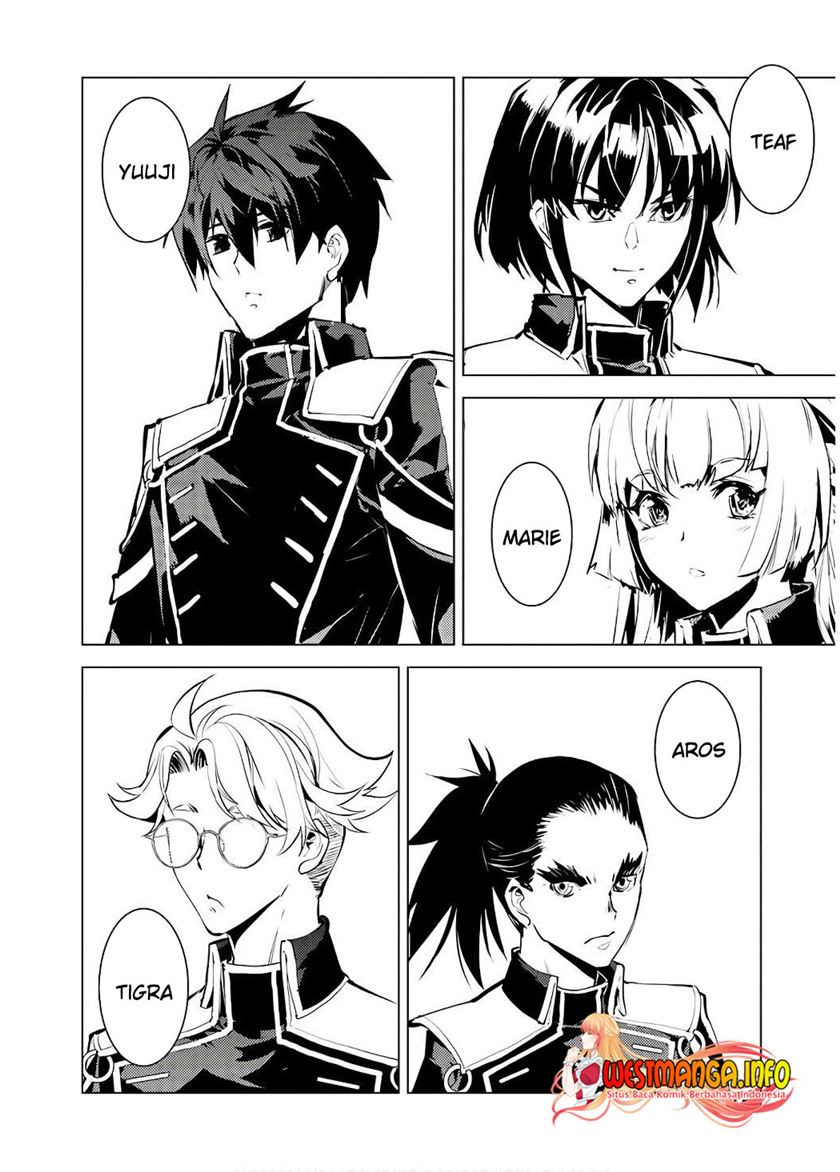 TEAF
YUUJI
MARIE
AROS
TIGRA
WESTMANGA.INFO
Situs Baca Komik Berbahasa Indonesia